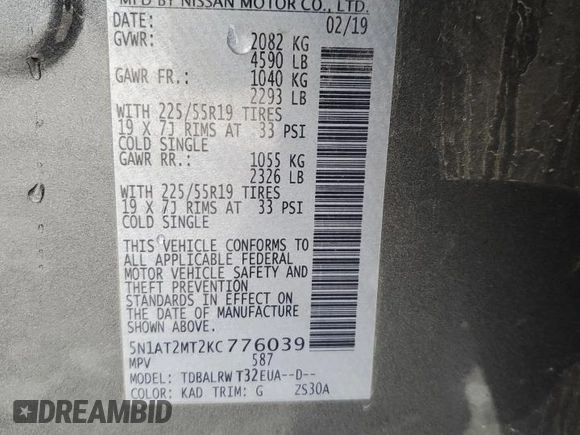 MFD BY NISSAN MOTOR CO., LTD.
DATE: 02/19
GVWR: 2082 KG
4590 LB
GAWR FR.: 1040 KG
2293 LB
WITH 225/55R19 TIRES
19 X 7J RIMS AT 33 PSI
COLD SINGLE
GAWR RR.: 1055 KG
2326 LB
WITH 225/55R19 TIRES
19 X 7J RIMS AT 33 PSI
COLD SINGLE
THIS VEHICLE CONFORMS TO
ALL APPLICABLE FEDERAL
MOTOR VEHICLE SAFETY AND
THEFT PREVENTION
STANDARDS IN EFFECT ON
THE DATE OF MANUFACTURE
SHOWN ABOVE.
5N1AT2MT2KC776039
MPV 587
MODEL: TDBALRW T32EUA--D--
COLOR: KAD TRIM: G ZS30A
DREAMBID